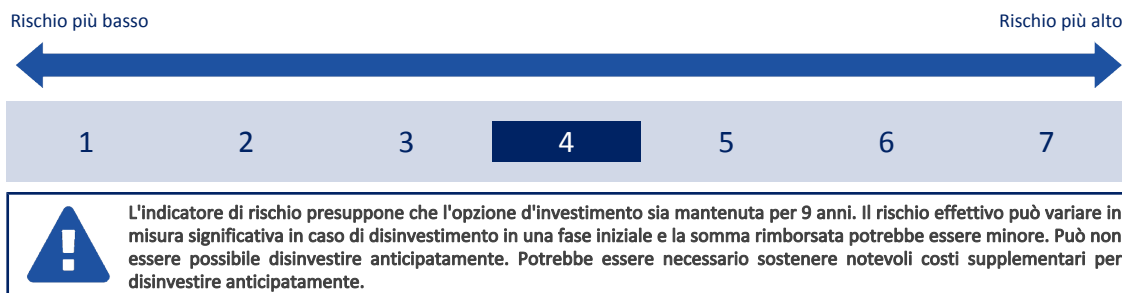 Rischio più basso Rischio più alto
1 2 3 4 5 6 7
L'indicatore di rischio presuppone che l'opzione d'investimento sia mantenuta per 9 anni. Il rischio effettivo può variare in
misura significativa in caso di disinvestimento in una fase iniziale e la somma rimborsata potrebbe essere minore. Può non
essere possibile disinvestire anticipatamente. Potrebbe essere necessario sostenere notevoli costi supplementari per
disinvestire anticipatamente.